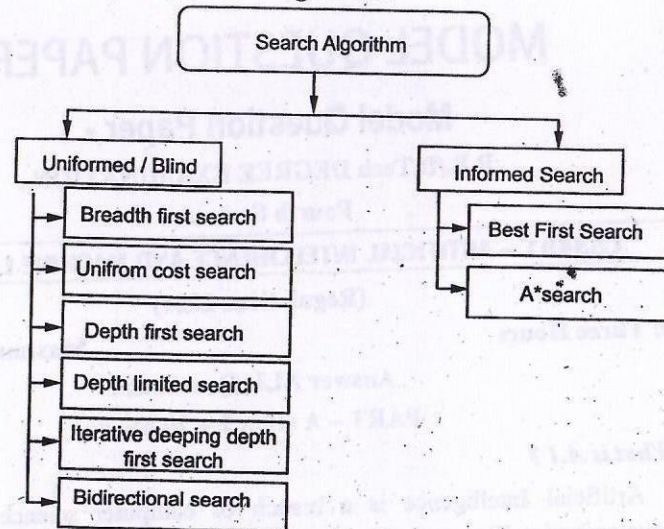 Search Algorithm
Uniformed / Blind
Breadth first search
Unifrom cost search
Depth first search
Depth limited search
Iterative deeping depth
first search
Bidirectional search
Informed Search
Best First Search
A*search